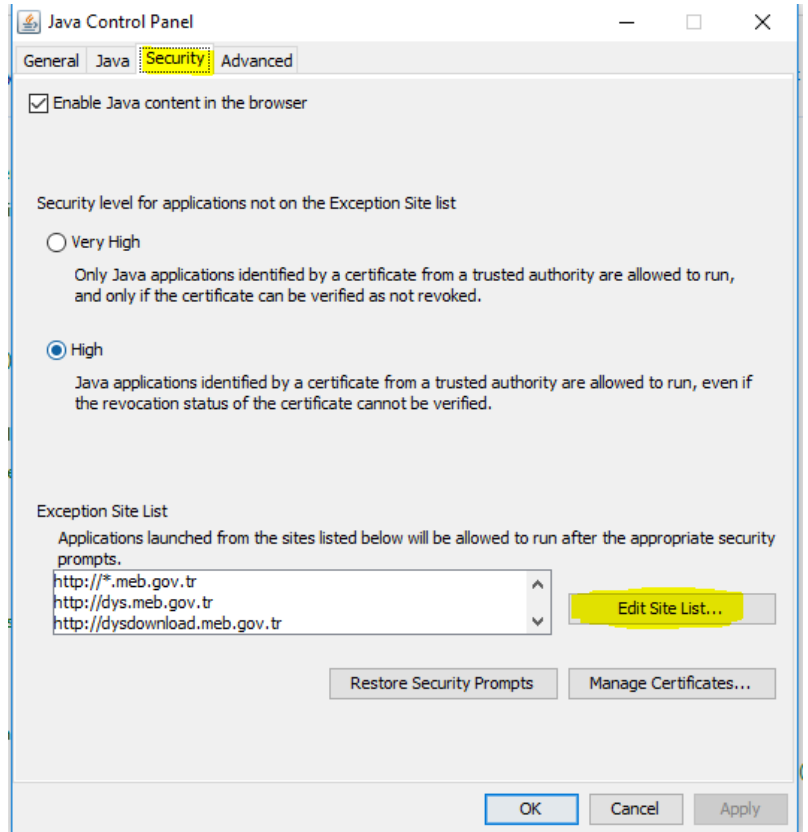 Java Control Panel
General Java Security Advanced
Enable Java content in the browser
Security level for applications not on the Exception Site list
Very High
Only Java applications identified by a certificate from a trusted authority are allowed to run,
and only if the certificate can be verified as not revoked.
High
Java applications identified by a certificate from a trusted authority are allowed to run, even if
the revocation status of the certificate cannot be verified.
Exception Site List
Applications launched from the sites listed below will be allowed to run after the appropriate security
prompts.
http://*.meb.gov.tr
http://dys.meb.gov.tr
http://dysdownload.meb.gov.tr
Edit Site List...
Restore Security Prompts Manage Certificates...
OK Cancel Apply